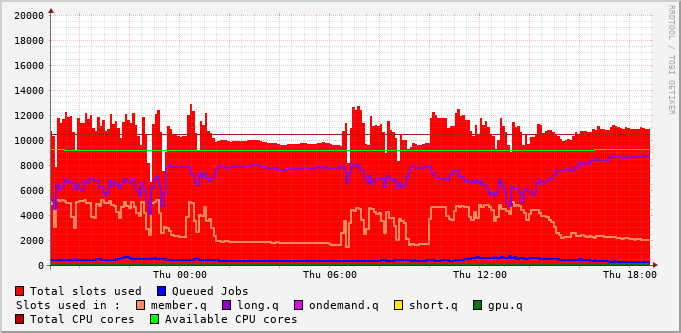 RRDTOOL / TOBI OETIKER
20000
18000
16000
14000
12000
10000
8000
6000
4000
2000
0
Thu 00:00 Thu 06:00 Thu 12:00 Thu 18:00
Total slots used Queued Jobs
Slots used in : member.q long.q ondemand.q short.q gpu.q
Total CPU cores Available CPU cores